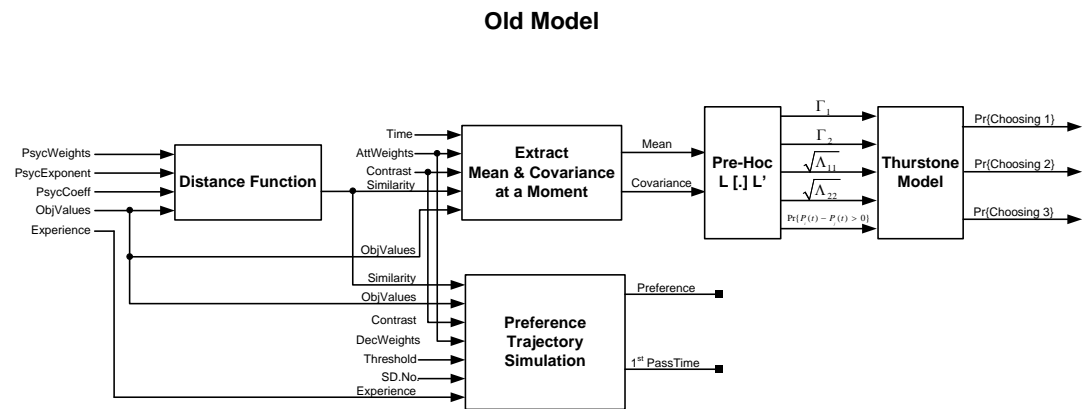 Old Model
PsycWeights
PsycExponent
PsycCoeff
ObjValues
Experience
Distance Function
Time
AttWeights
Contrast
Similarity
ObjValues
Extract
Mean & Covariance
at a Moment
Mean
Covariance
Pre-Hoc
L [.] L'
Γ₁
Γ₂
√Λ₁₁
√Λ₂₂
Pr{P(t) − P(t) > 0}
Thurstone
Model
Pr{Choosing 1}
Pr{Choosing 2}
Pr{Choosing 3}
Similarity
ObjValues
Contrast
DecWeights
Threshold
SD.No.
Experience
Preference
Trajectory
Simulation
Preference
1st PassTime